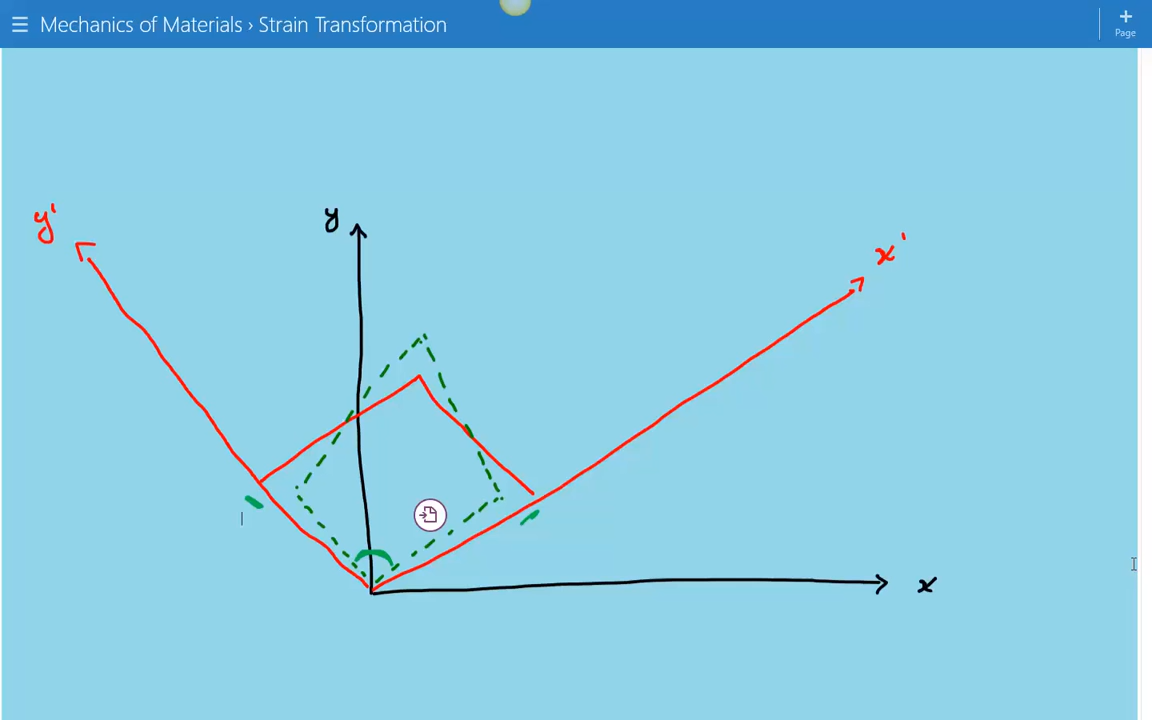 Mechanics of Materials › Strain Transformation
Page
y'
y
x'
x